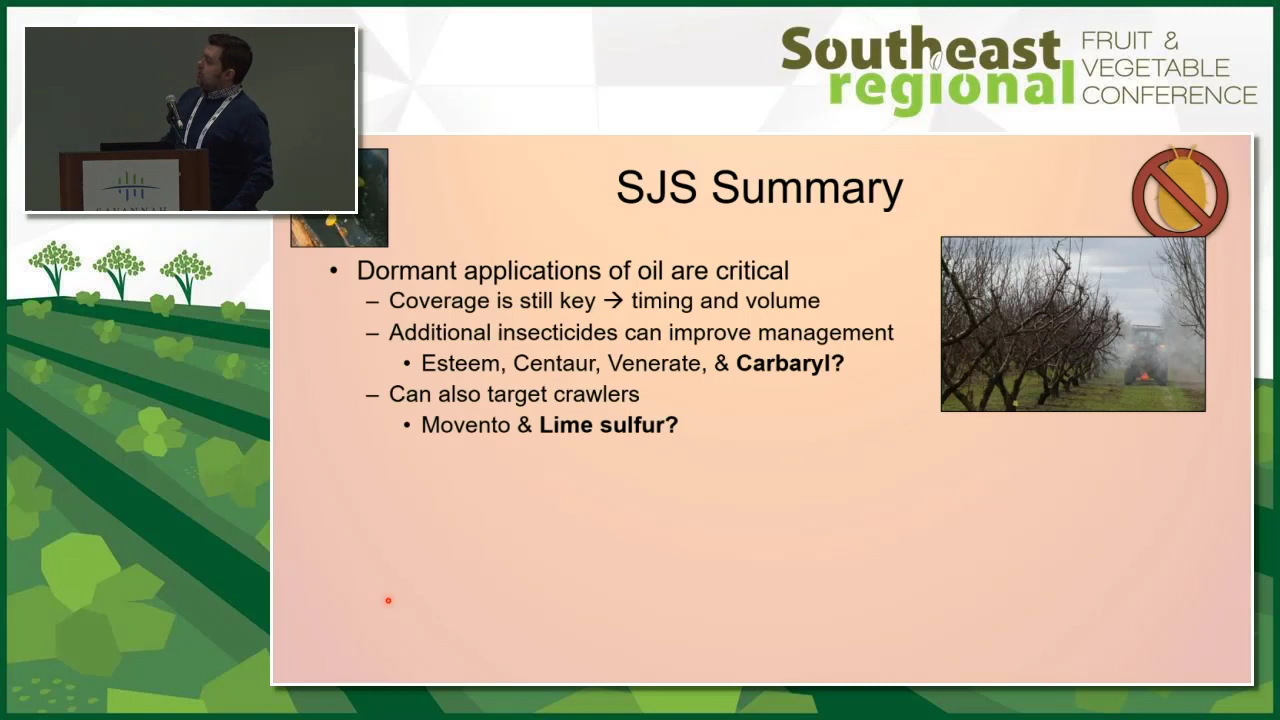 Southeast
regional
FRUIT &
VEGETABLE
CONFERENCE
SAVANNAH
SJS Summary
• Dormant applications of oil are critical
– Coverage is still key → timing and volume
– Additional insecticides can improve management
• Esteem, Centaur, Venerate, & Carbaryl?
– Can also target crawlers
• Movento & Lime sulfur?